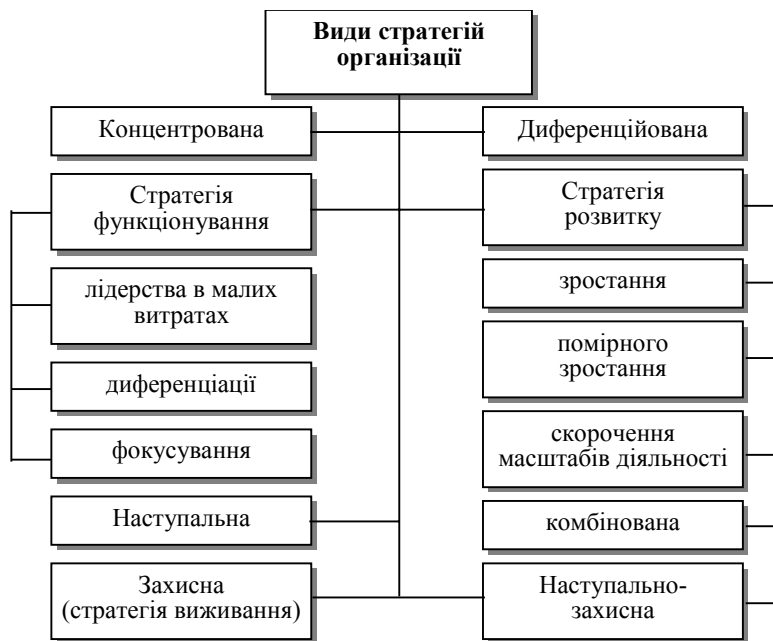 Види стратегій
організації
Концентрована
Диференційована
Стратегія
функціонування
Стратегія
розвитку
лідерства в малих
витратах
зростання
диференціації
помірного
зростання
фокусування
скорочення
масштабів діяльності
Наступальна
комбінована
Захисна
(стратегія виживання)
Наступально-
захисна